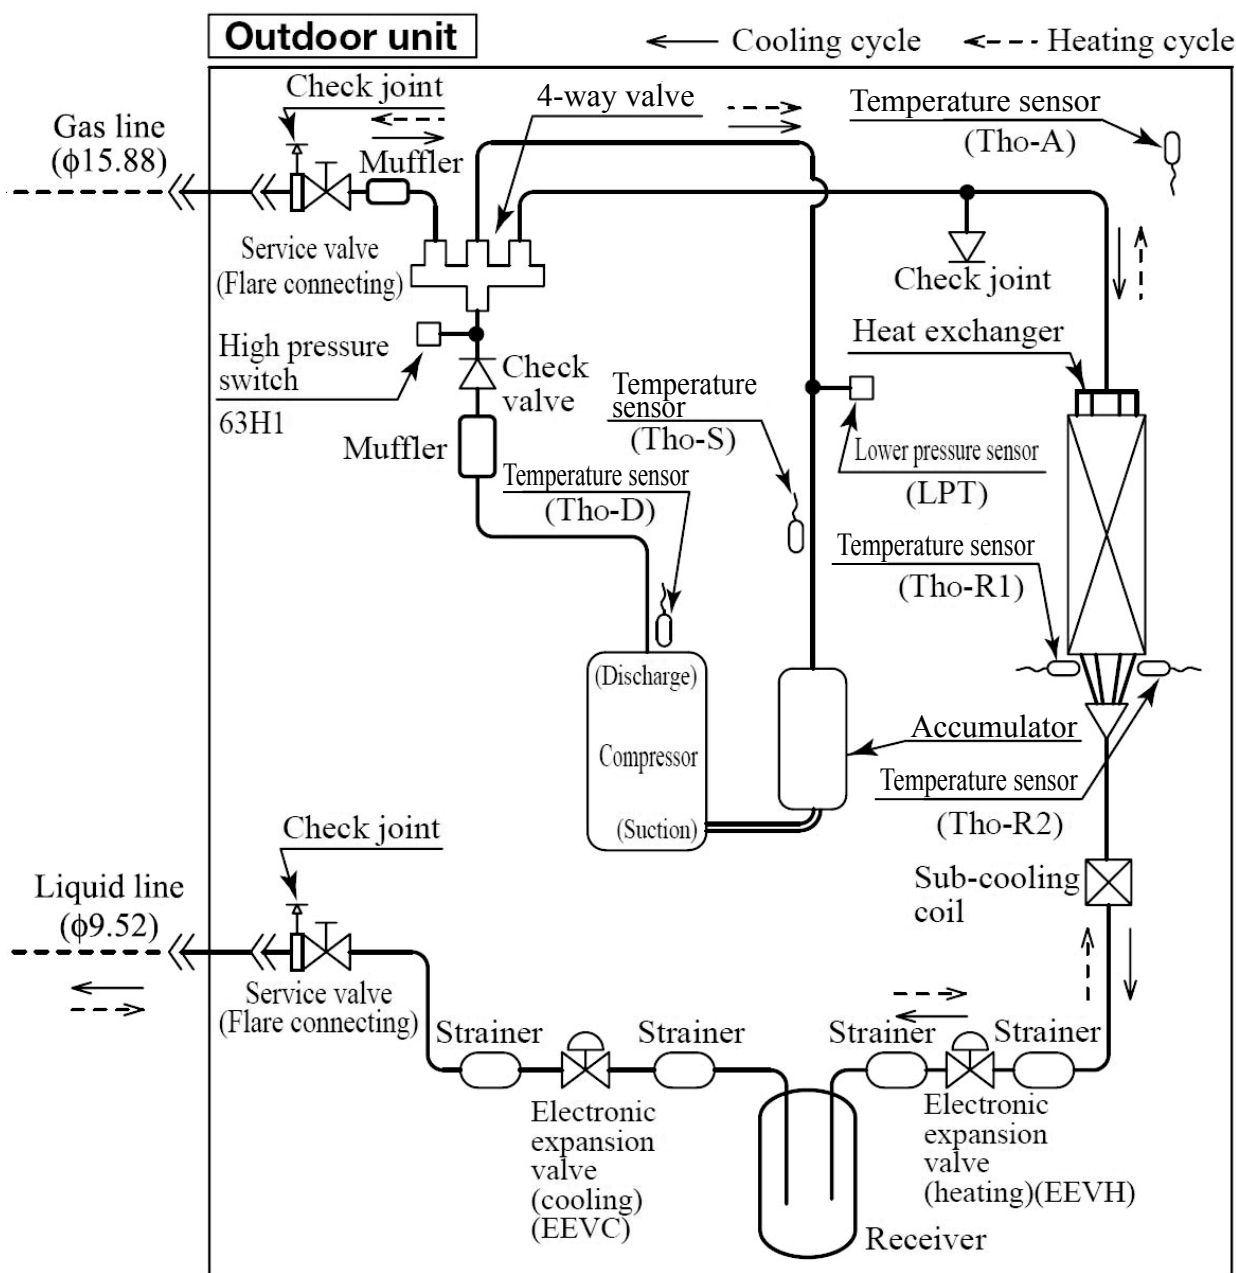 Outdoor unit
Cooling cycle
Heating cycle
Check joint
4-way valve
Temperature sensor
(Tho-A)
Gas line
(ϕ15.88)
Muffler
Service valve
(Flare connecting)
Check joint
High pressure
switch
63H1
Check
valve
Heat exchanger
Temperature
sensor
(Tho-S)
Muffler
Lower pressure sensor
(LPT)
Temperature sensor
(Tho-D)
Temperature sensor
(Tho-R1)
(Discharge)
Compressor
(Suction)
Accumulator
Temperature sensor
(Tho-R2)
Check joint
Liquid line
(ϕ9.52)
Sub-cooling
coil
Service valve
(Flare connecting)
Strainer
Strainer
Strainer
Strainer
Electronic
expansion
valve
(cooling)
(EEVC)
Electronic
expansion
valve
(heating)(EEVH)
Receiver